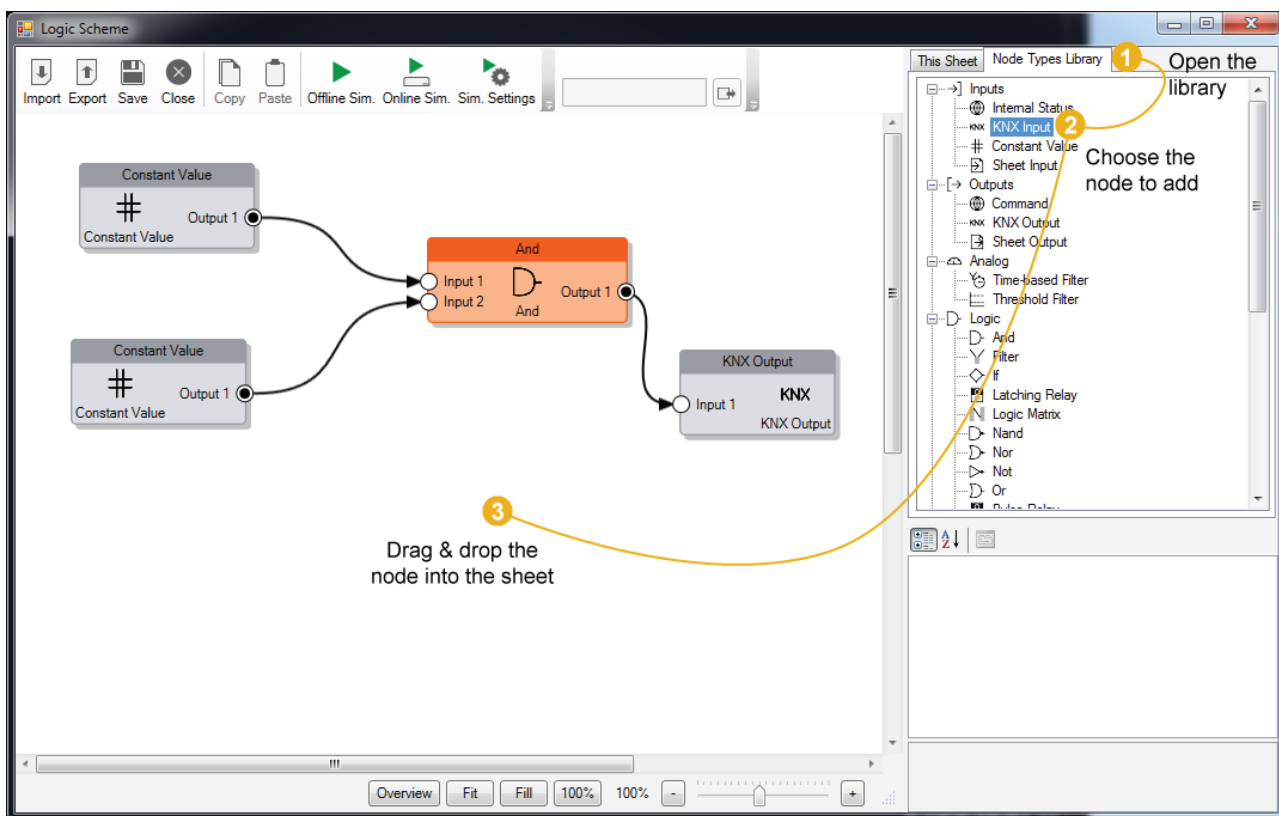 Logic Scheme
Import Export Save Close Copy Paste Offline Sim. Online Sim. Sim. Settings
This Sheet Node Types Library 1 Open the
library
Inputs
Internal Status
KNX KNX Input 2
Constant Value
Sheet Input
Choose the
node to add
Outputs
Command
KNX KNX Output
Sheet Output
Analog
Time-based Filter
Threshold Filter
Logic
And
Filter
If
Latching Relay
Logic Matrix
Nand
Nor
Not
Or
Pulse Relay
Constant Value
Output 1
Constant Value
And
Input 1
Input 2
Output 1
And
Constant Value
Output 1
Constant Value
KNX Output
Input 1 KNX
KNX Output
3
Drag & drop the
node into the sheet
A
Z
Overview Fit Fill 100% 100% - +